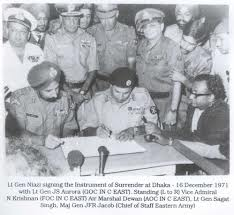 Lt Gen Niazi signing the Instrument of Surrender at Dhaka - 16 December 1971
with Lt Gen JS Aurora (GOC IN C EAST). Standing (L to R) Vice Admiral
N Krishnan (FOC IN C EAST) Air Marshal Dewan (AOC IN C EAST), Lt Gen Sagat
Singh, Maj Gen JFR Jacob (Chief of Staff Eastern Army)